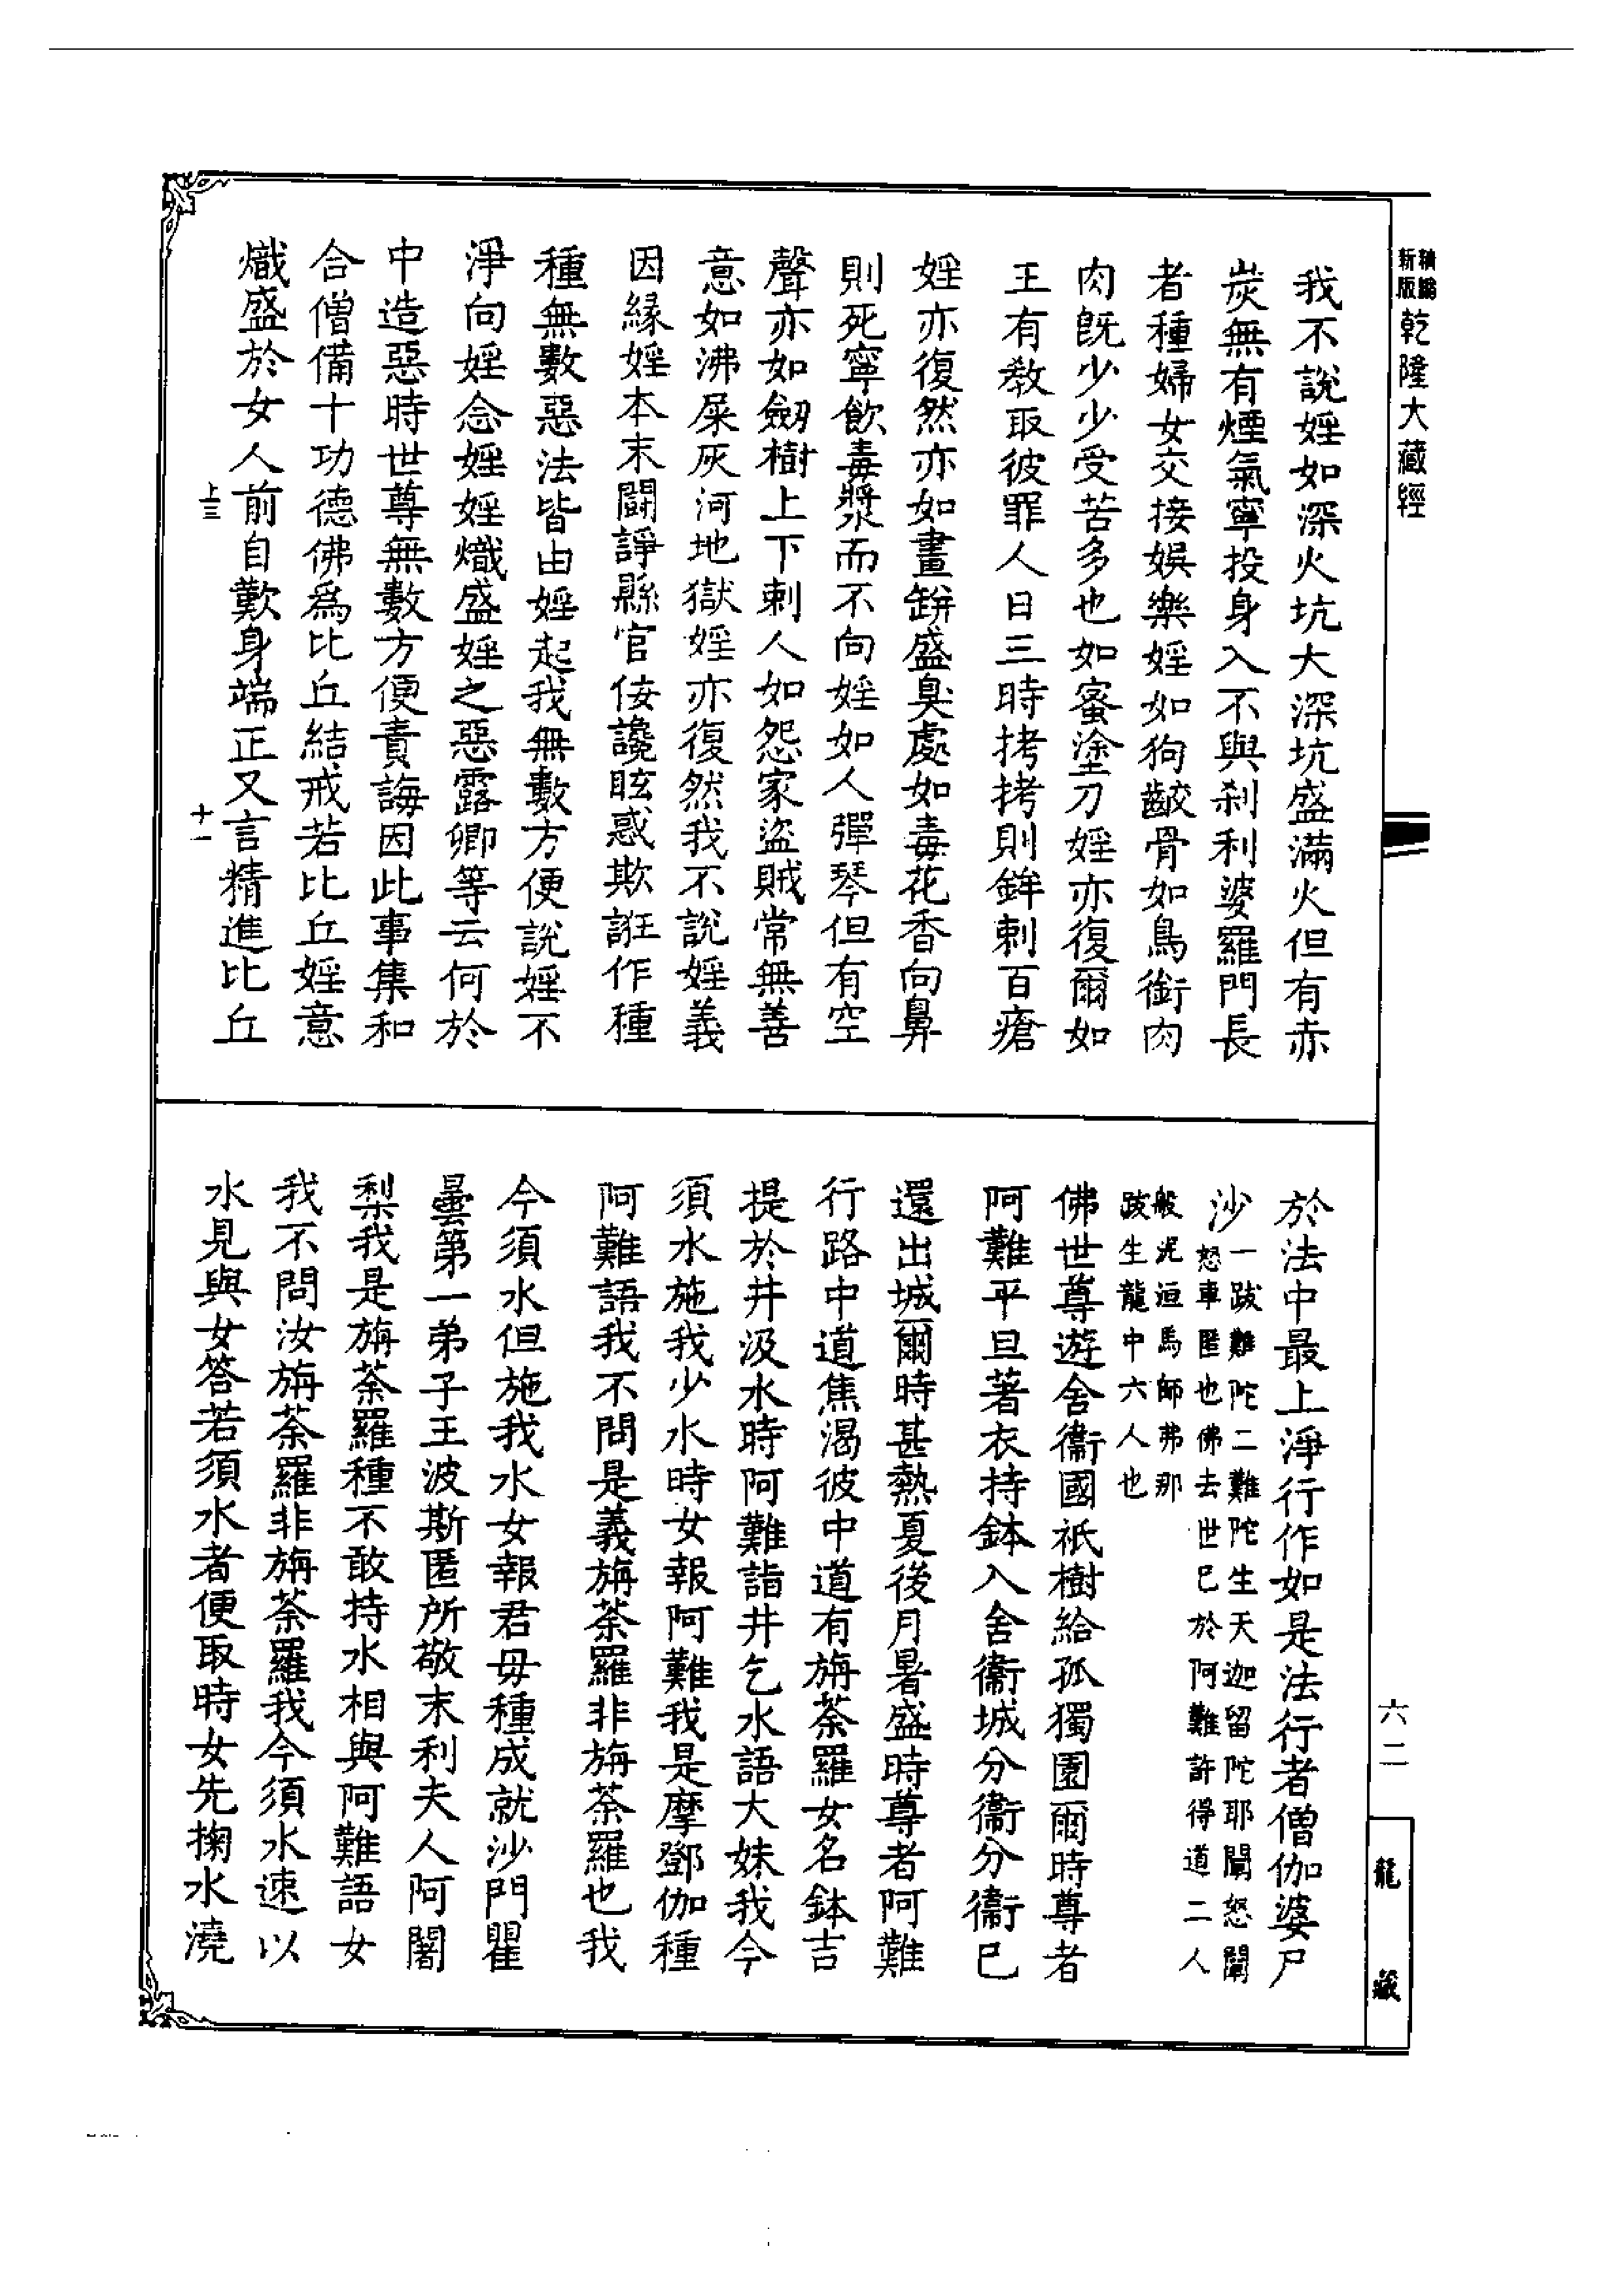 新版乾隆大藏經
我不說婬如深火坑大深坑盛滿火但有赤
炭無有煙氣寧投身入不與剎利婆羅門長
者種婦女交接娛樂婬如狗齩骨如鳥銜肉
肉既少少受苦多也如蜜塗刀婬亦復爾如
王有教取彼罪人日三時拷拷則鉾刺百瘡
婬亦復然亦如畫缾盛臭處如毒花香向鼻
則死寧飲毒漿而不向婬如人彈琴但有空
聲亦如劒樹上下刺人如怨家盜賊常無善
意如沸屎灰河地獄婬亦復然我不說婬義
因緣婬本末鬪諍縣官佞讒眩惑欺誑作種
種無數惡法皆由婬起我無數方便說婬不
淨向婬念婬婬熾盛婬之惡露卿等云何於
中造惡時世尊無數方便責誨因此事集和
合僧備十功德佛為比丘結戒若比丘婬意
熾盛於女人前自歎身端正又言精進比丘
上三
十一
於法中最上淨行作如是法行者僧伽婆尸
沙一跋難陀二難陀生天迦留陀耶闡怒闡
怒車匿也佛去世已於阿難許得道二人
般泥洹馬師弗那
跋生龍中六人也
佛世尊遊舍衞國祇樹給孤獨園爾時尊者
阿難平旦著衣持鉢入舍衞城分衞分衞已
還出城爾時甚熱夏後月暑盛時尊者阿難
行路中道焦渴彼中道有旃荼羅女名鉢吉
提於井汲水時阿難詣井乞水語大妹我今
須水施我少水時女報阿難我是摩鄧伽種
阿難語我不問是義旃荼羅非旃荼羅也我
今須水但施我水女報君毋種成就沙門瞿
曇第一弟子王波斯匿所敬末利夫人阿闍
梨我是旃荼羅種不敢持水相與阿難語女
我不問汝旃荼羅非旃荼羅我今須水速以
水見與女答若須水者便取時女先掬水澆
六二
龍藏